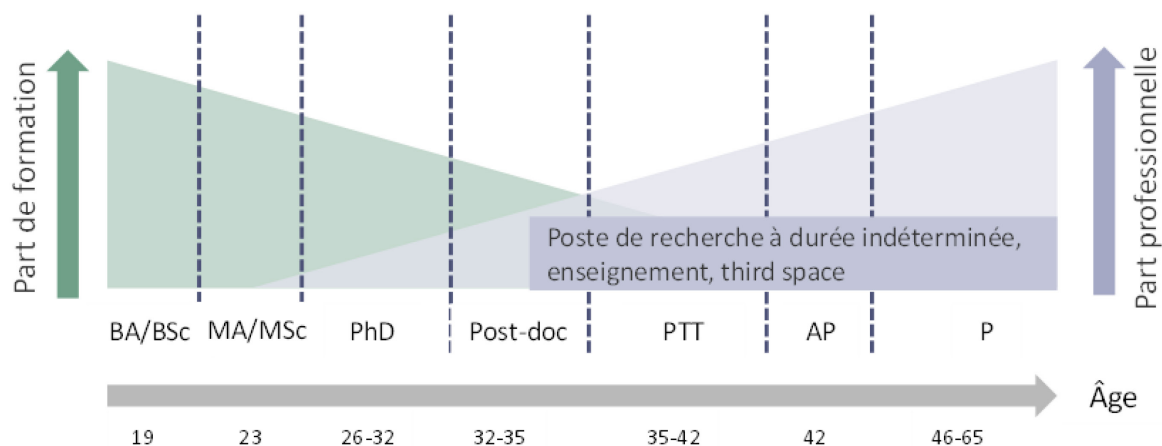 Part de formation
Part professionnelle
Poste de recherche à durée indéterminée,
enseignement, third space
BA/BSc MA/MSc PhD Post-doc PTT AP P
Âge
19 23 26-32 32-35 35-42 42 46-65